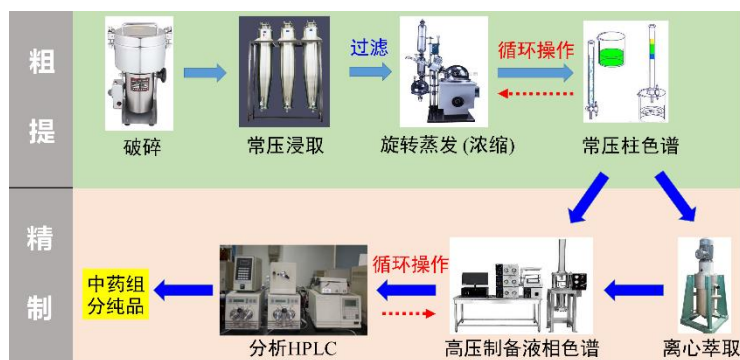 粗提
过滤
循环操作
破碎
常压浸取
旋转蒸发 (浓缩)
常压柱色谱
精制
循环操作
中药组
分纯品
分析HPLC
高压制备液相色谱
离心萃取